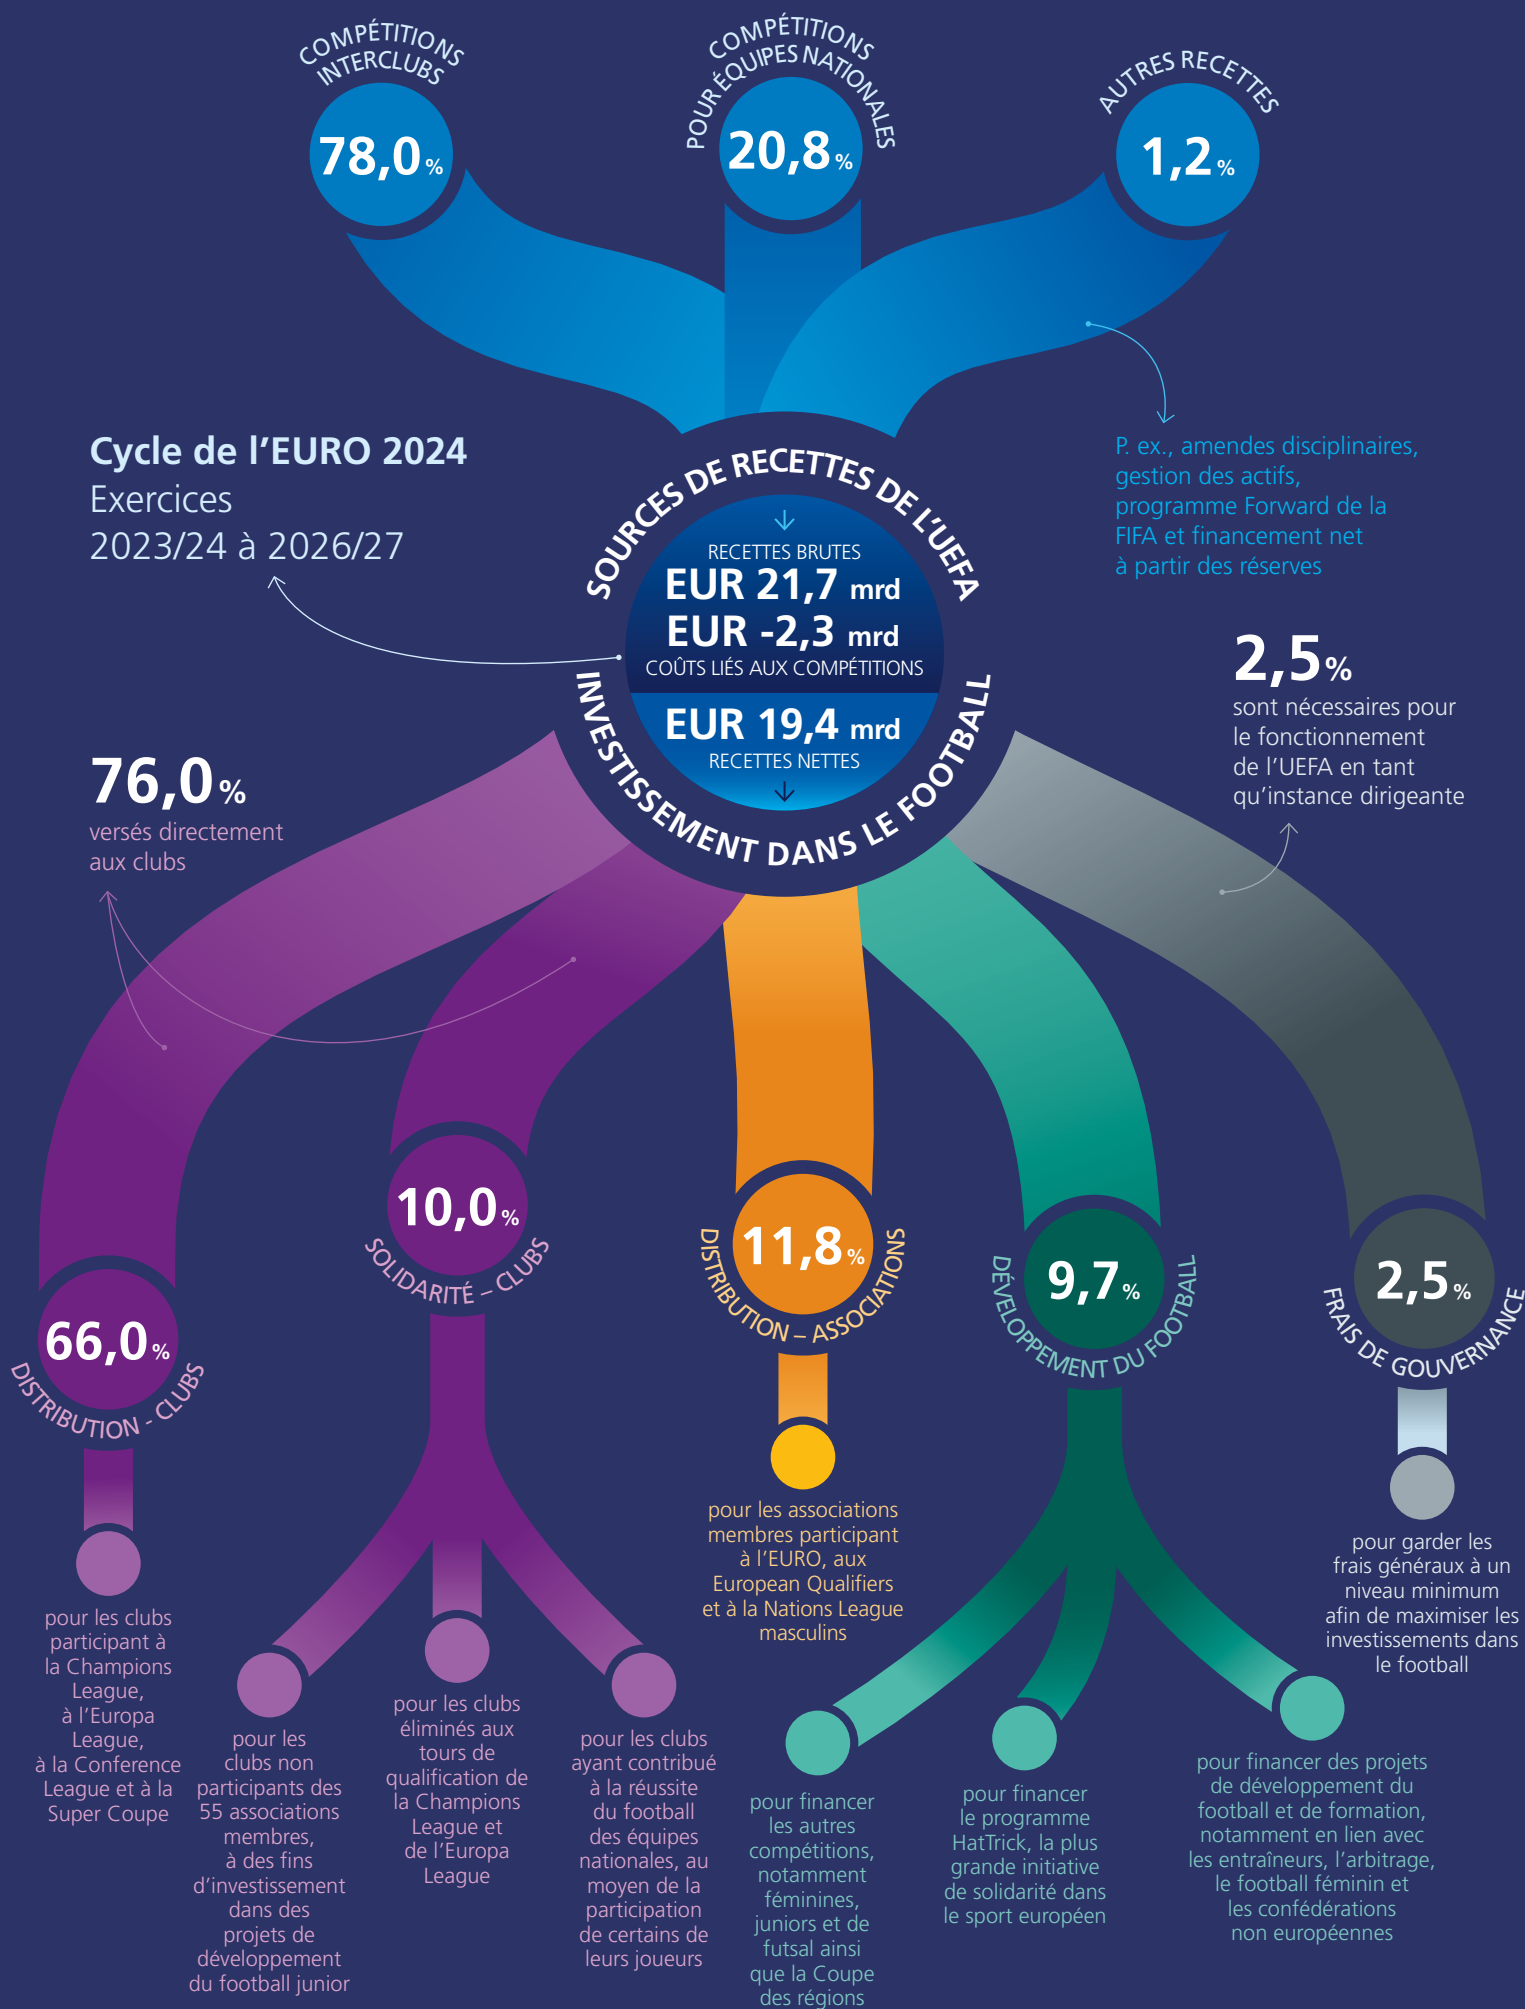 COMPÉTITIONS
INTERCLUBS
78,0 %
COMPÉTITIONS
POUR ÉQUIPES NATIONALES
20,8 %
AUTRES RECETTES
1,2 %
P. ex., amendes disciplinaires,
gestion des actifs,
programme Forward de la
FIFA et financement net
à partir des réserves
Cycle de l’EURO 2024
Exercices
2023/24 à 2026/27
SOURCES DE RECETTES DE L’UEFA
RECETTES BRUTES
EUR 21,7 mrd
EUR -2,3 mrd
COÛTS LIÉS AUX COMPÉTITIONS
EUR 19,4 mrd
RECETTES NETTES
INVESTISSEMENT DANS LE FOOTBALL
2,5 %
sont nécessaires pour
le fonctionnement
de l’UEFA en tant
qu’instance dirigeante
76,0 %
versés directement
aux clubs
66,0 %
DISTRIBUTION - CLUBS
pour les clubs
participant à
la Champions
League,
à l’Europa
League,
à la Conference
League et à la
Super Coupe
10,0 %
SOLIDARITÉ – CLUBS
pour les
clubs non
participants des
55 associations
membres,
à des fins
d’investissement
dans des
projets de
développement
du football junior
pour les clubs
éliminés aux
tours de
qualification de
la Champions
League et
de l’Europa
League
pour les clubs
ayant contribué
à la réussite
du football
des équipes
nationales, au
moyen de la
participation
de certains de
leurs joueurs
11,8 %
DISTRIBUTION – ASSOCIATIONS
pour les associations
membres participant
à l’EURO, aux
European Qualifiers
et à la Nations League
masculins
9,7 %
DÉVELOPPEMENT DU FOOTBALL
pour financer
les autres
compétitions,
notamment
féminines,
juniors et de
futsal ainsi
que la Coupe
des régions
pour financer
le programme
HatTrick, la plus
grande initiative
de solidarité dans
le sport européen
pour financer des projets
de développement du
football et de formation,
notamment en lien avec
les entraîneurs, l’arbitrage,
le football féminin et
les confédérations
non européennes
2,5 %
FRAIS DE GOUVERNANCE
pour garder les
frais généraux à un
niveau minimum
afin de maximiser les
investissements dans
le football